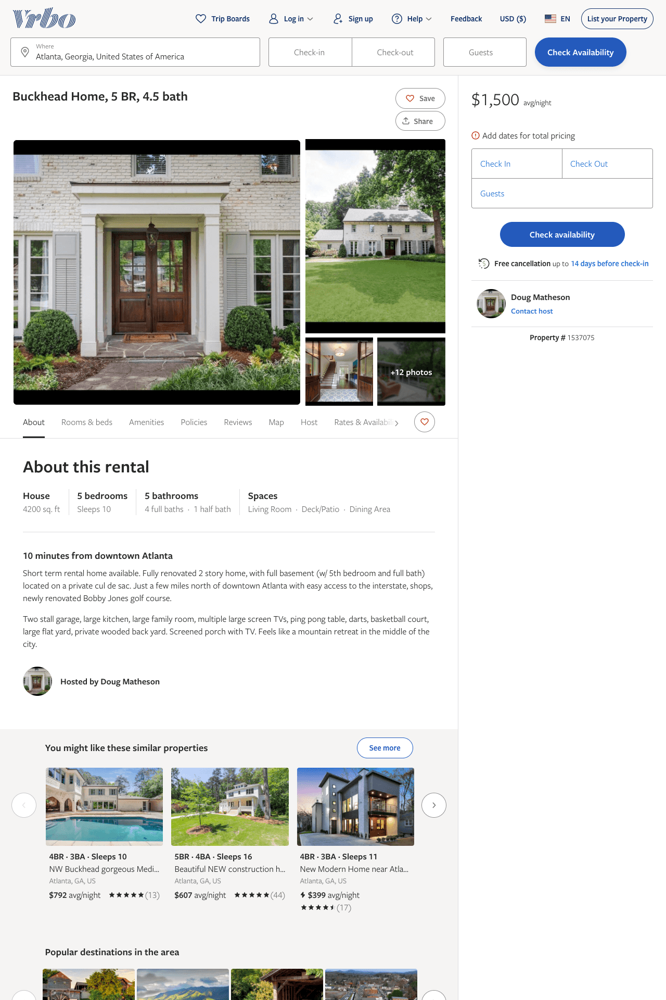 Vrbo
Trip Boards
Log in
Sign up
Help
Feedback
USD ($)
EN
List your Property
Where
Atlanta, Georgia, United States of America
Check-in
Check-out
Guests
Check Availability
Buckhead Home, 5 BR, 4.5 bath
Save
Share
+12 photos
$1,500 avg/night
Add dates for total pricing
Check In
Check Out
Guests
Check availability
Free cancellation up to 14 days before check-in
Doug Matheson
Contact host
Property # 1537075
About
Rooms & beds
Amenities
Policies
Reviews
Map
Host
Rates & Availabili
About this rental
House
4200 sq. ft
5 bedrooms
Sleeps 10
5 bathrooms
4 full baths · 1 half bath
Spaces
Living Room · Deck/Patio · Dining Area
10 minutes from downtown Atlanta
Short term rental home available. Fully renovated 2 story home, with full basement (w/ 5th bedroom and full bath)
located on a private cul de sac. Just a few miles north of downtown Atlanta with easy access to the interstate, shops,
newly renovated Bobby Jones golf course.
Two stall garage, large kitchen, large family room, multiple large screen TVs, ping pong table, darts, basketball court,
large flat yard, private wooded back yard. Screened porch with TV. Feels like a mountain retreat in the middle of the
city.
Hosted by Doug Matheson
You might like these similar properties
See more
4BR · 3BA · Sleeps 10
NW Buckhead gorgeous Medi...
Atlanta, GA, US
$792 avg/night
(13)
5BR · 4BA · Sleeps 16
Beautiful NEW construction h...
Atlanta, GA, US
$607 avg/night
(44)
4BR · 3BA · Sleeps 11
New Modern Home near Atla...
Atlanta, GA, US
$399 avg/night
(17)
Popular destinations in the area